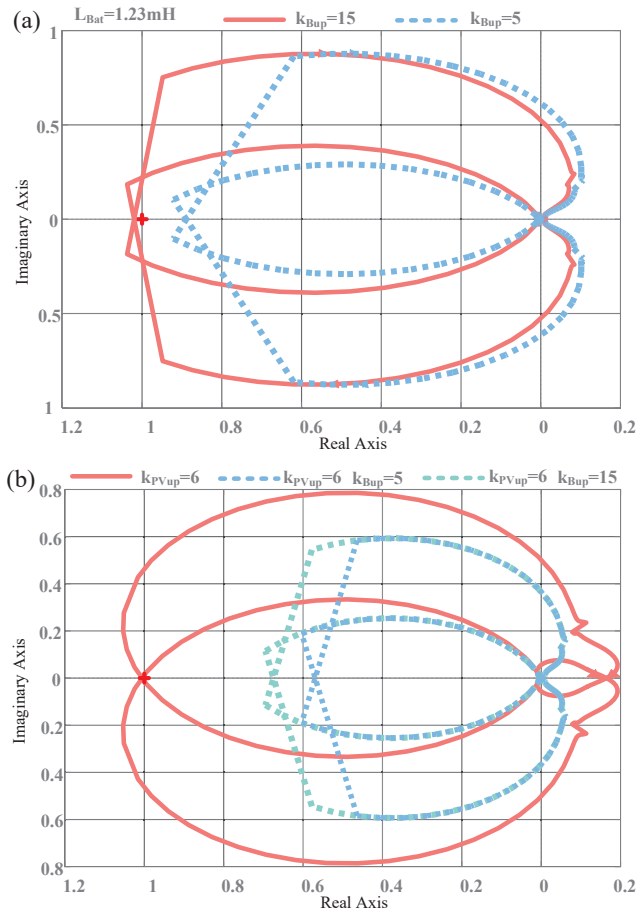 (a)
L_Bat=1.23mH k_Bup=15 k_Bup=5
1
0.5
0
0.5
1
Imaginary Axis
1.2 1 0.8 0.6 0.4 0.2 0 0.2
Real Axis
(b)
k_PVup=6 k_PVup=6 k_Bup=5 k_PVup=6 k_Bup=15
0.8
0.6
0.4
0.2
0
0.2
0.4
0.6
0.8
Imaginary Axis
1.2 1 0.8 0.6 0.4 0.2 0 0.2
Real Axis